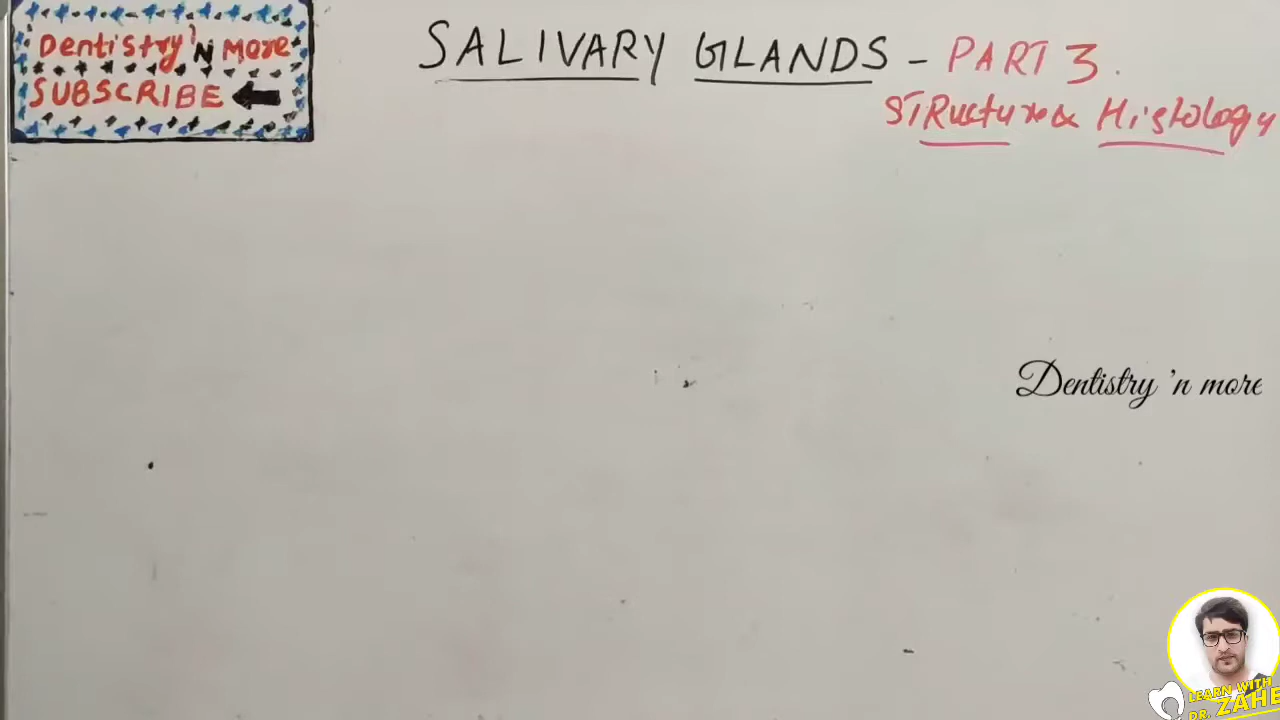 Dentistry 'N More
SUBSCRIBE
SALIVARY GLANDS - PART 3.
STRucture & Histology
Dentistry 'n more
LEARN WITH
DR. ZAHE